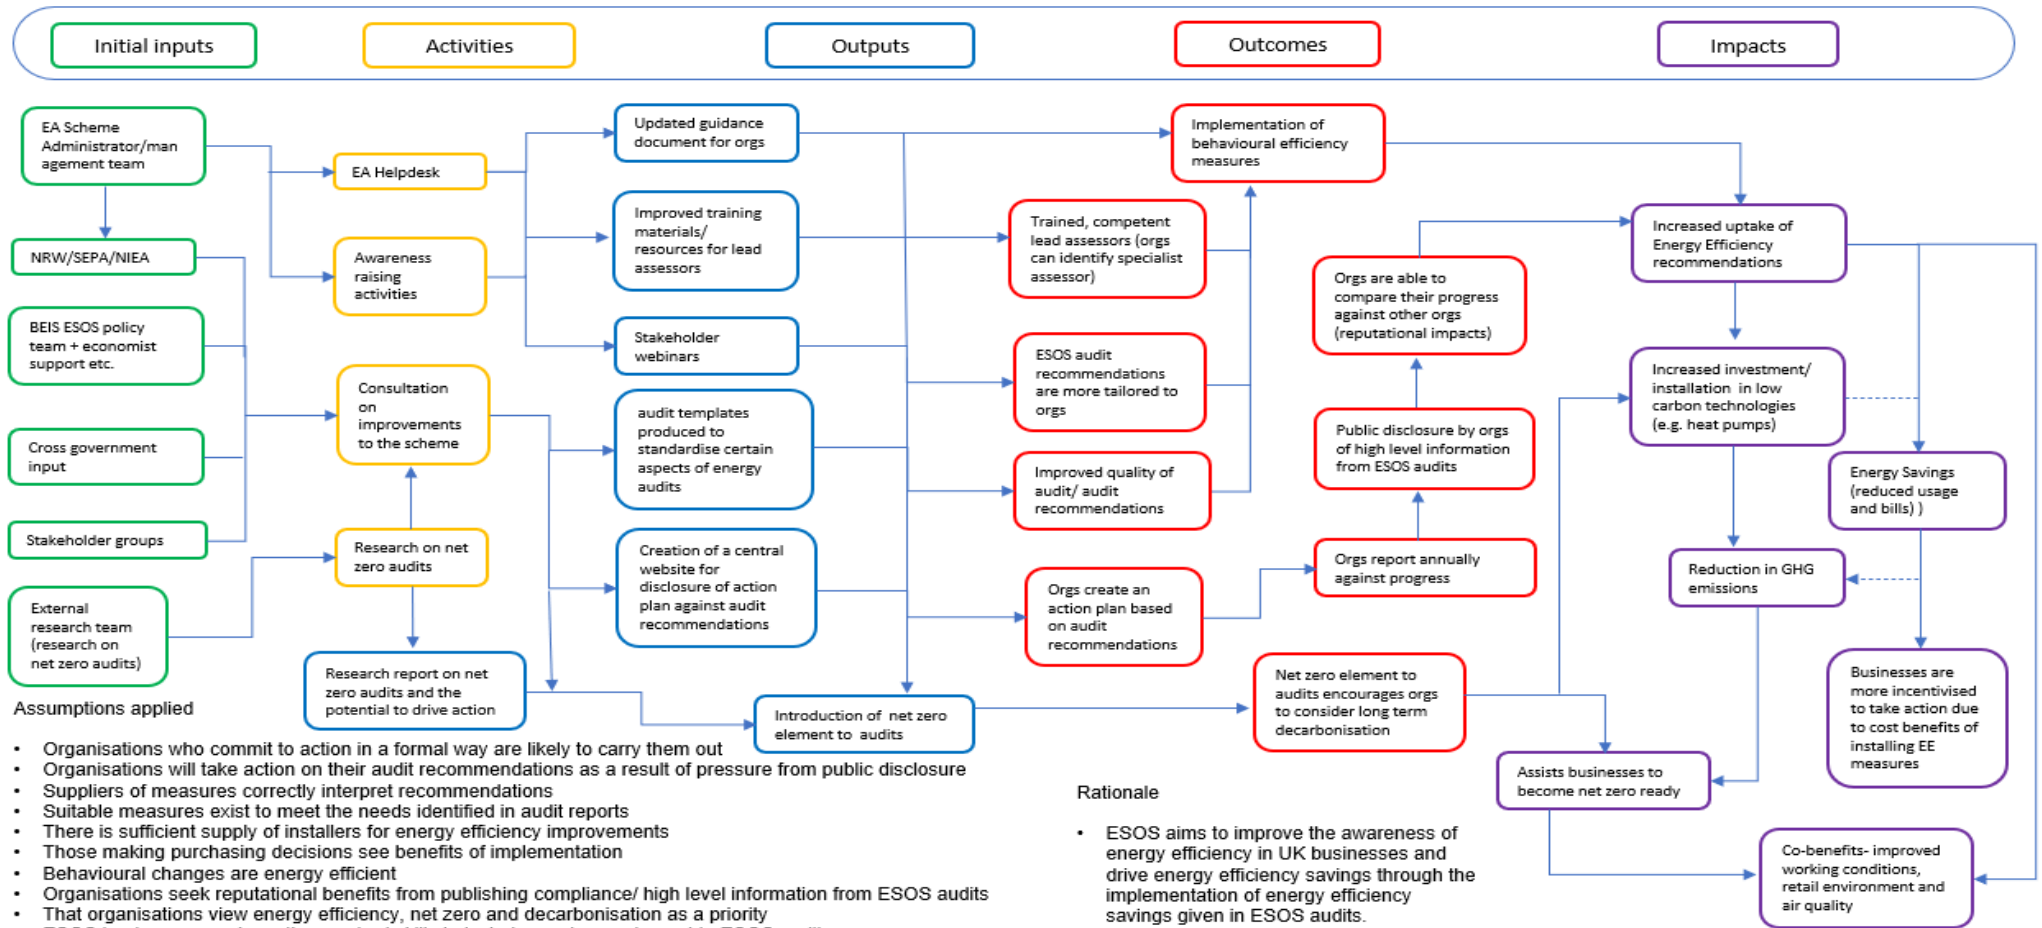 Initial inputs
Activities
Outputs
Outcomes
Impacts
EA Scheme
Administrator/man
agement team
NRW/SEPA/NIEA
BEIS ESOS policy
team + economist
support etc.
Cross government
input
Stakeholder groups
External
research team
(research on
net zero audits)
EA Helpdesk
Awareness
raising
activities
Consultation
on
improvements
to the scheme
Research on net
zero audits
Research report on net
zero audits and the
potential to drive action
Updated guidance
document for orgs
Improved training
materials/
resources for lead
assessors
Stakeholder
webinars
audit templates
produced to
standardise certain
aspects of energy
audits
Creation of a central
website for
disclosure of action
plan against audit
recommendations
Introduction of net zero
element to audits
Implementation of
behavioural efficiency
measures
Trained, competent
lead assessors (orgs
can identify specialist
assessor)
ESOS audit
recommendations
are more tailored to
orgs
Improved quality of
audit/ audit
recommendations
Orgs create an
action plan based
on audit
recommendations
Orgs are able to
compare their progress
against other orgs
(reputational impacts)
Public disclosure by orgs
of high level information
from ESOS audits
Orgs report annually
against progress
Net zero element to
audits encourages orgs
to consider long term
decarbonisation
Increased uptake of
Energy Efficiency
recommendations
Increased investment/
installation in low
carbon technologies
(e.g. heat pumps)
Energy Savings
(reduced usage
and bills) )
Reduction in GHG
emissions
Businesses are
more incentivised
to take action due
to cost benefits of
installing EE
measures
Assists businesses to
become net zero ready
Co-benefits- improved
working conditions,
retail environment and
air quality
Assumptions applied
• Organisations who commit to action in a formal way are likely to carry them out
• Organisations will take action on their audit recommendations as a result of pressure from public disclosure
• Suppliers of measures correctly interpret recommendations
• Suitable measures exist to meet the needs identified in audit reports
• There is sufficient supply of installers for energy efficiency improvements
• Those making purchasing decisions see benefits of implementation
• Behavioural changes are energy efficient
• Organisations seek reputational benefits from publishing compliance/ high level information from ESOS audits
• That organisations view energy efficiency, net zero and decarbonisation as a priority
Rationale
• ESOS aims to improve the awareness of
energy efficiency in UK businesses and
drive energy efficiency savings through the
implementation of energy efficiency
savings given in ESOS audits.